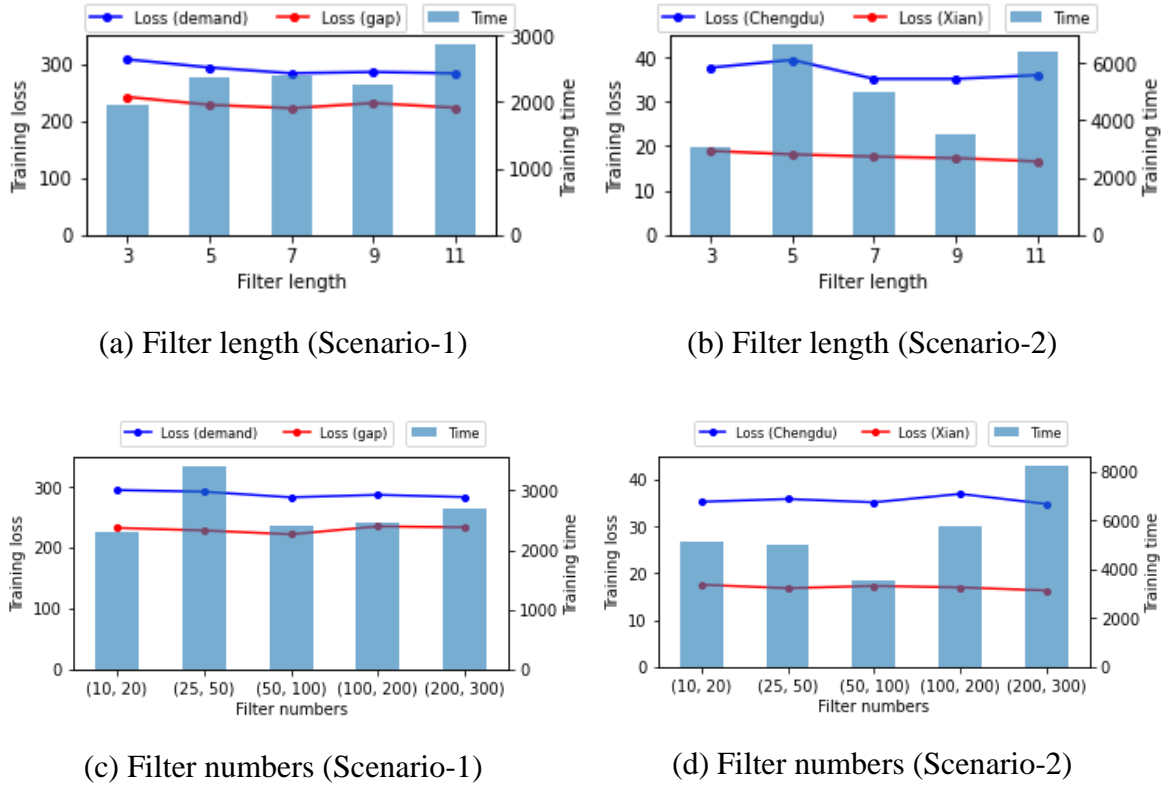 Loss (demand) Loss (gap) Time
Loss (Chengdu) Loss (Xian) Time
300
200
100
0
Training loss
3000
2000
1000
0
Training time
3 5 7 9 11
Filter length
40
30
20
10
0
Training loss
6000
4000
2000
0
Training time
3 5 7 9 11
Filter length
(a) Filter length (Scenario-1)
(b) Filter length (Scenario-2)
Loss (demand) Loss (gap) Time
Loss (Chengdu) Loss (Xian) Time
300
200
100
0
Training loss
3000
2000
1000
0
Training time
(10, 20) (25, 50) (50, 100) (100, 200) (200, 300)
Filter numbers
40
30
20
10
0
Training loss
8000
6000
4000
2000
0
Training time
(10, 20) (25, 50) (50, 100) (100, 200) (200, 300)
Filter numbers
(c) Filter numbers (Scenario-1)
(d) Filter numbers (Scenario-2)